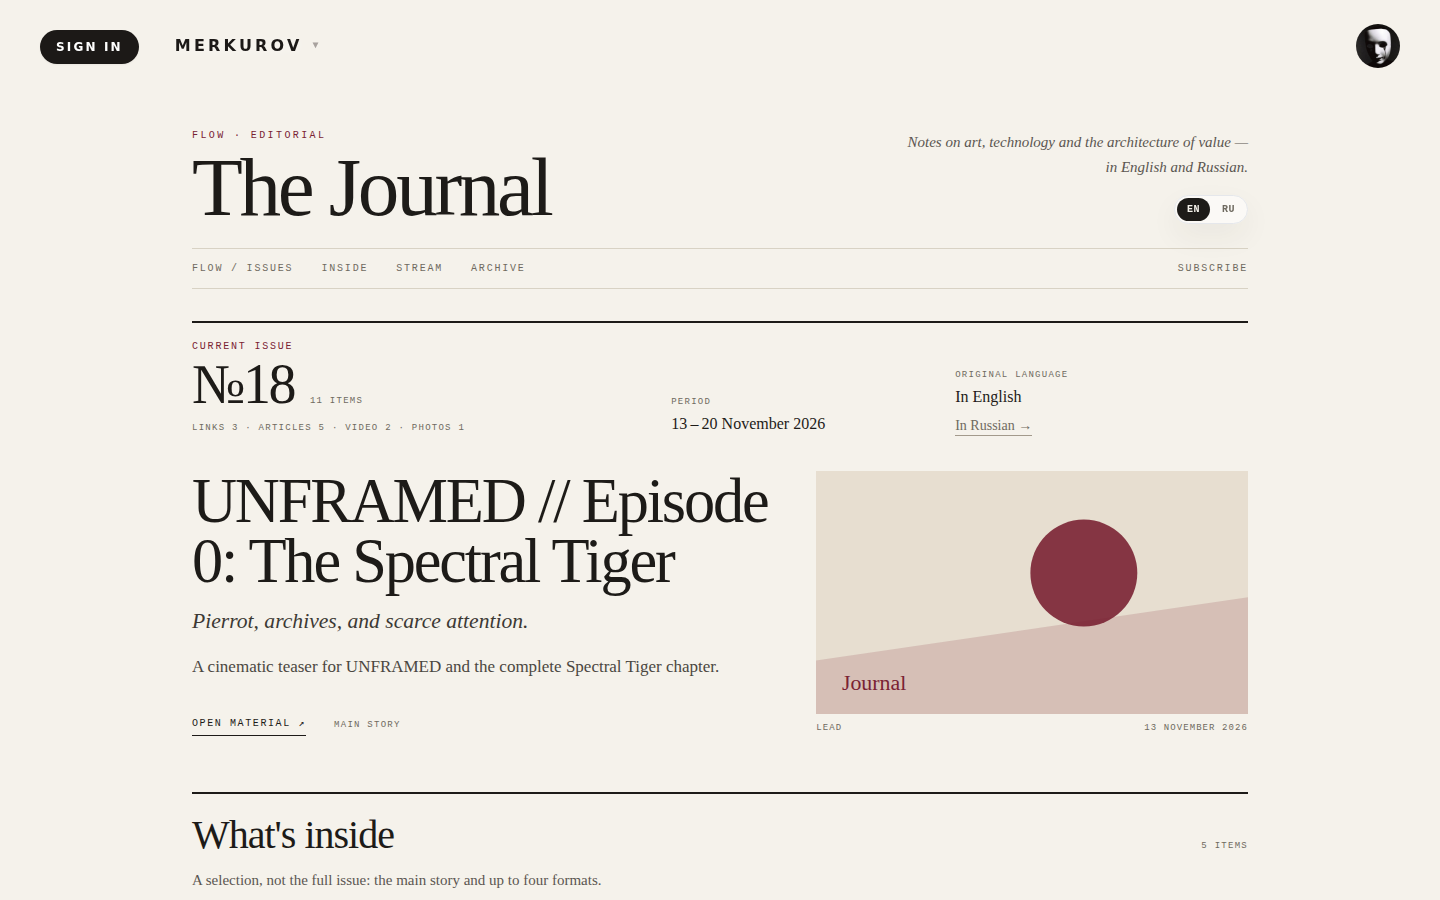 SIGN IN
MERKUROV ▼
FLOW · EDITORIAL
The Journal
Notes on art, technology and the architecture of value —
in English and Russian.
EN RU
FLOW / ISSUES INSIDE STREAM ARCHIVE SUBSCRIBE
CURRENT ISSUE
№18 11 ITEMS
LINKS 3 · ARTICLES 5 · VIDEO 2 · PHOTOS 1
PERIOD
13 – 20 November 2026
ORIGINAL LANGUAGE
In English
In Russian →
UNFRAMED // Episode
0: The Spectral Tiger
Pierrot, archives, and scarce attention.
A cinematic teaser for UNFRAMED and the complete Spectral Tiger chapter.
OPEN MATERIAL ↗ MAIN STORY
Journal
LEAD 13 NOVEMBER 2026
What's inside
5 ITEMS
A selection, not the full issue: the main story and up to four formats.